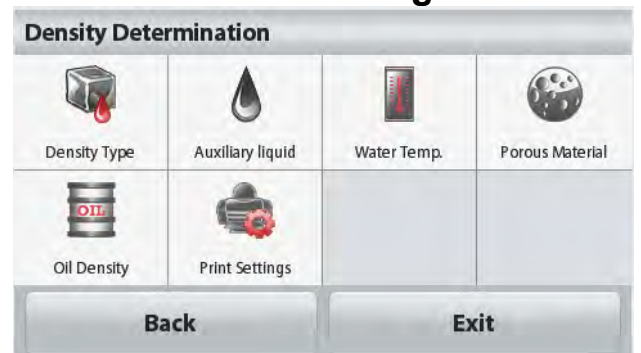 Density Determination
Density Type Auxiliary liquid Water Temp. Porous Material
OIL
Oil Density Print Settings
Back Exit